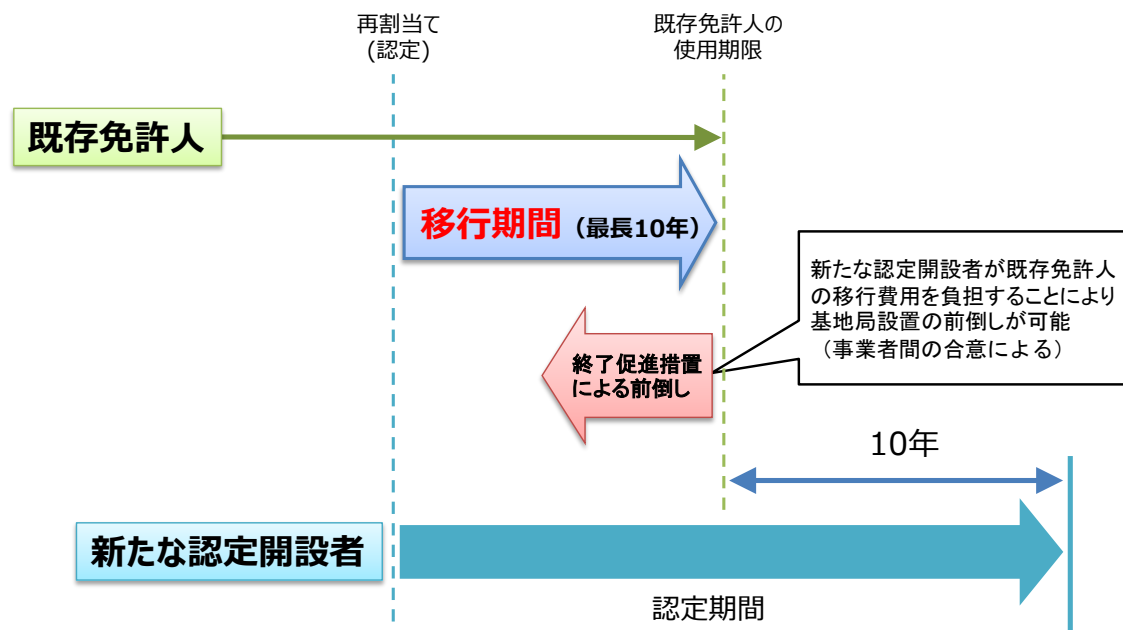 再割当て
(認定)
既存免許人の
使用期限
既存免許人
移行期間（最長10年）
新たな認定開設者が既存免許人
の移行費用を負担することにより
基地局設置の前倒しが可能
（事業者間の合意による）
終了促進措置
による前倒し
10年
新たな認定開設者
認定期間